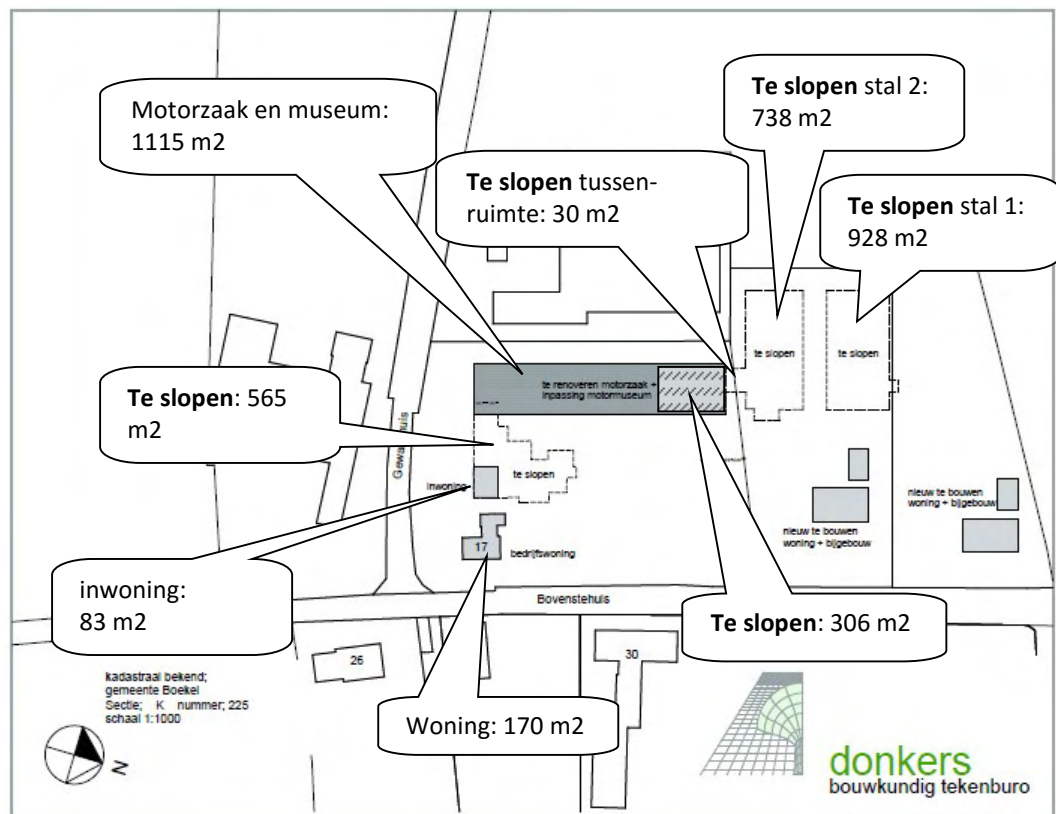 Motorzaak en museum:
1115 m2
Te slopen stal 2:
738 m2
Te slopen tussen-
ruimte: 30 m2
Te slopen stal 1:
928 m2
te slopen
te slopen
te renoveren motorzaak +
inpassing motormuseum
Te slopen: 565
m2
te slopen
inwoning
17
bedrijfswoning
nieuw te bouwen
woning + bijgebouw
nieuw te bouwen
woning + bijgebouw
inwoning:
83 m2
Bovenstehuis
Te slopen: 306 m2
26
30
kadastraal bekend;
gemeente Boekel
Sectie; K nummer; 225
schaal 1:1000
Woning: 170 m2
N
donkers
bouwkundig tekenburo